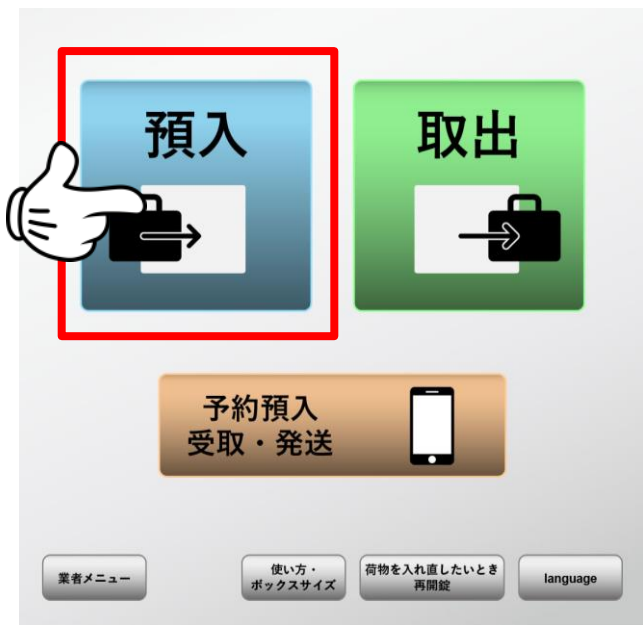 預入
取出
予約預入
受取・発送
業者メニュー
使い方・
ボックスサイズ
荷物を入れ直したいとき
再開錠
language